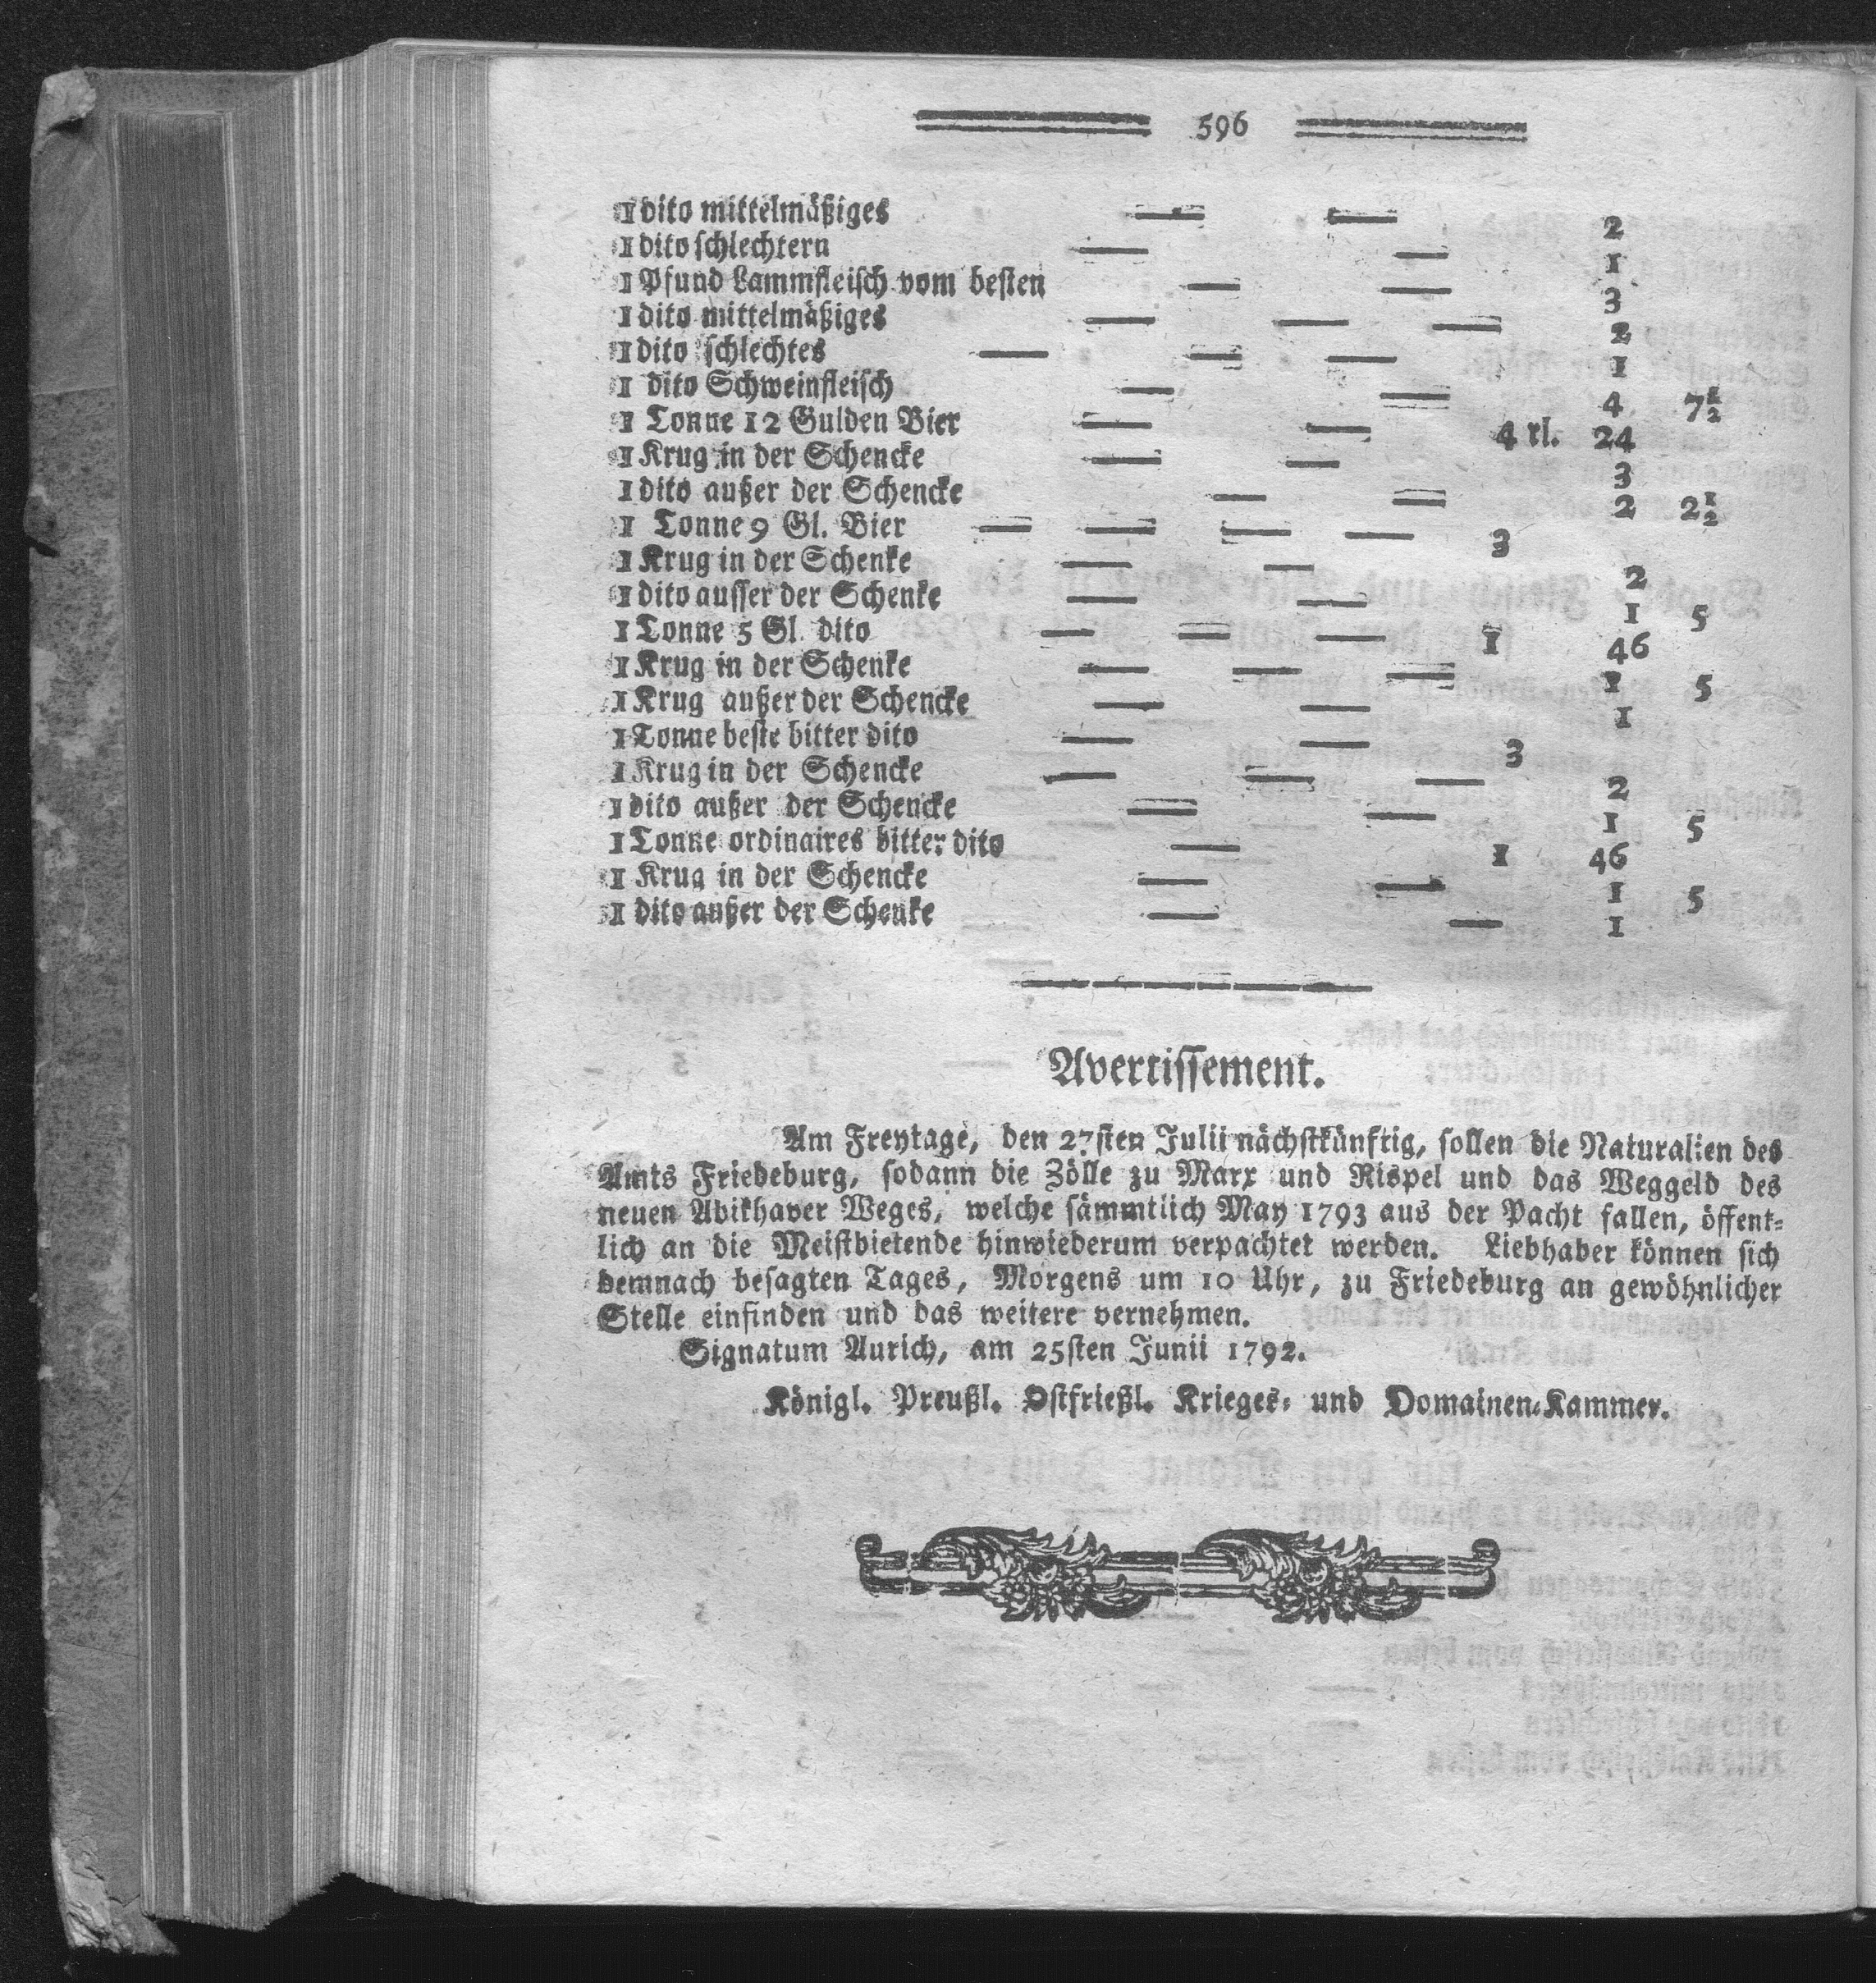 596
1 dito mittelmäßiges — — 2
1 dito schlechtern — — 1
1 Pfund Lammfleisch vom besten — — 3
1 dito mittelmäßiges — — — 2
1 dito schlechtes — — — 1
1 dito Schweinfleisch — — 4 7½
1 Tonne 12 Gulden Bier — — 4 rl. 24
1 Krug in der Schencke — — 3
1 dito außer der Schencke — — 2 2½
1 Tonne 9 Gl. Bier — — — — 3
1 Krug in der Schenke — — 2
1 dito ausser der Schenke — — 1 5
1 Tonne 5 Gl. dito — — — 1 46
1 Krug in der Schenke — — — 1 5
1 Krug außer der Schencke — — 1
1 Tonne beste bitter dito — — 3
1 Krug in der Schencke — — — 2
1 dito außer der Schencke — — 1 5
1 Tonne ordinaires bitter dito — 1 46
1 Krug in der Schencke — — 1 5
1 dito außer der Schenke — — 1
Avertissement.
Am Freytage, den 27sten Julii nächstkünftig, sollen die Naturalien des
Amts Friedeburg, sodann die Zölle zu Marx und Rispel und das Weggeld des
neuen Abikhaver Weges, welche sämmtlich May 1793 aus der Pacht fallen, öffent-
lich an die Meistbietende hinwiederum verpachtet werden. Liebhaber können sich
demnach besagten Tages, Morgens um 10 Uhr, zu Friedeburg an gewöhnlicher
Stelle einfinden und das weitere vernehmen.
Signatum Aurich, am 25sten Junii 1792.
Königl. Preußl. Ostfrießl. Krieges- und Domainen-Kammer.